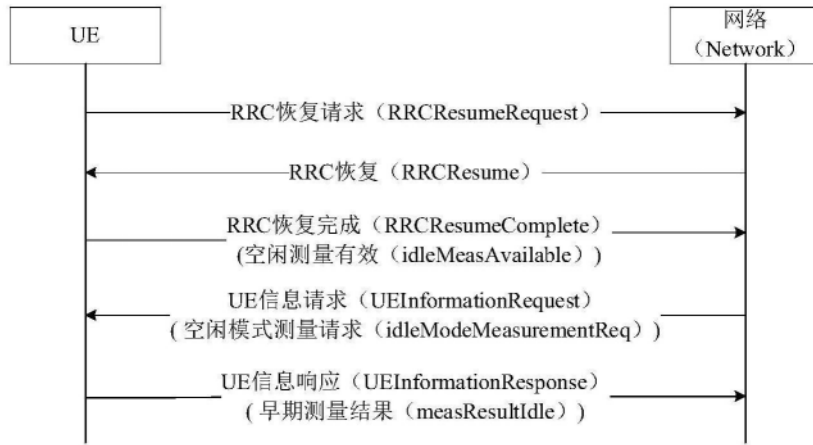 UE
网络
（Network）
RRC恢复请求（RRCResumeRequest）
RRC恢复（RRCResume）
RRC恢复完成（RRCResumeComplete）
(空闲测量有效（idleMeasAvailable）)
UE信息请求（UEInformationRequest）
( 空闲模式测量请求（idleModeMeasurementReq）)
UE信息响应（UEInformationResponse）
( 早期测量结果（measResultIdle）)